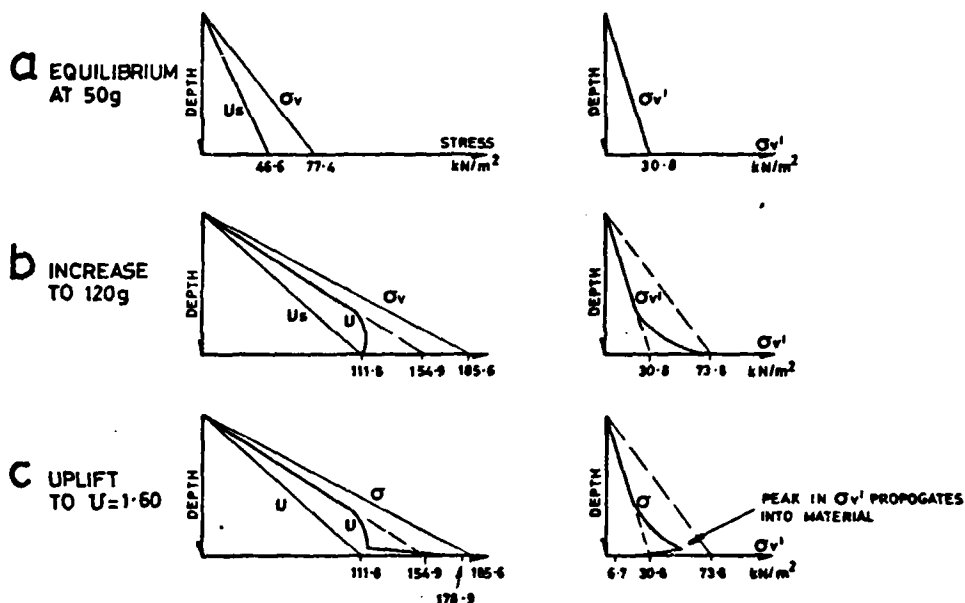 a EQUILIBRIUM
AT 50g
DEPTH
Us
σv
46·6 77·4
STRESS
kN/m²
DEPTH
σv'
30·8
σv'
kN/m²
b INCREASE
TO 120g
DEPTH
Us
U
σv
111·8 154·9 185·6
DEPTH
σv'
σv'
30·8 73·8
kN/m²
c UPLIFT
TO U=1·60
DEPTH
U
U
σ
111·8 154·9 185·6
178·9
DEPTH
σ
PEAK IN σv' PROPOGATES
INTO MATERIAL
σv'
6·7 30·8 73·8 kN/m²